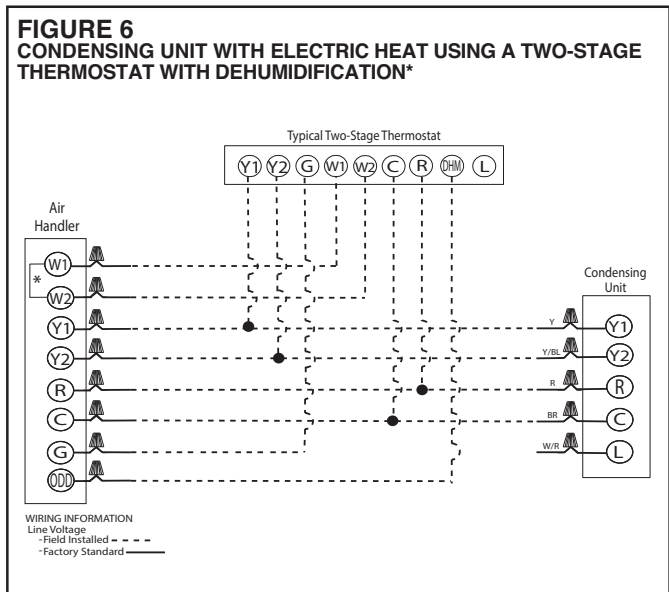 FIGURE 6
CONDENSING UNIT WITH ELECTRIC HEAT USING A TWO-STAGE
THERMOSTAT WITH DEHUMIDIFICATION*
Typical Two-Stage Thermostat
Y1 Y2 G W1 W2 C R DHM L
Air
Handler
W1
*
W2
Y1
Y2
R
C
G
ODD
Condensing
Unit
Y Y1
Y/BL Y2
R R
BR C
W/R L
WIRING INFORMATION
Line Voltage
-Field Installed
-Factory Standard